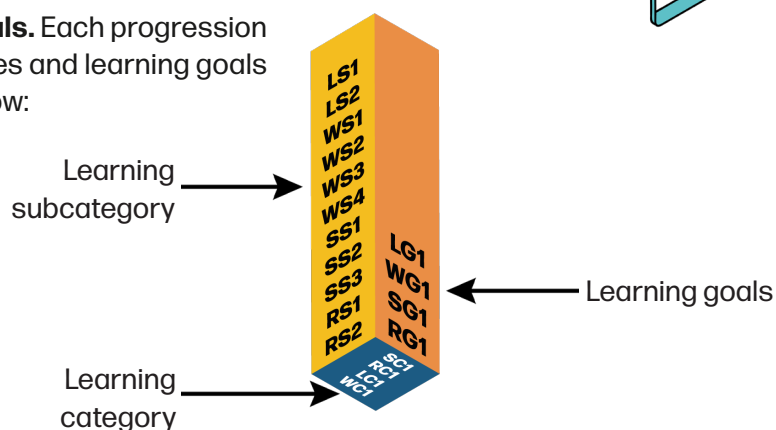 als. Each progression
es and learning goals
ow:
LS1
LS2
WS1
WS2
WS3
WS4
SS1
SS2
SS3
RS1
RS2
LG1
WG1
SG1
RG1
SC1
RC1
LC1
WC1
Learning
subcategory
Learning goals
Learning
category